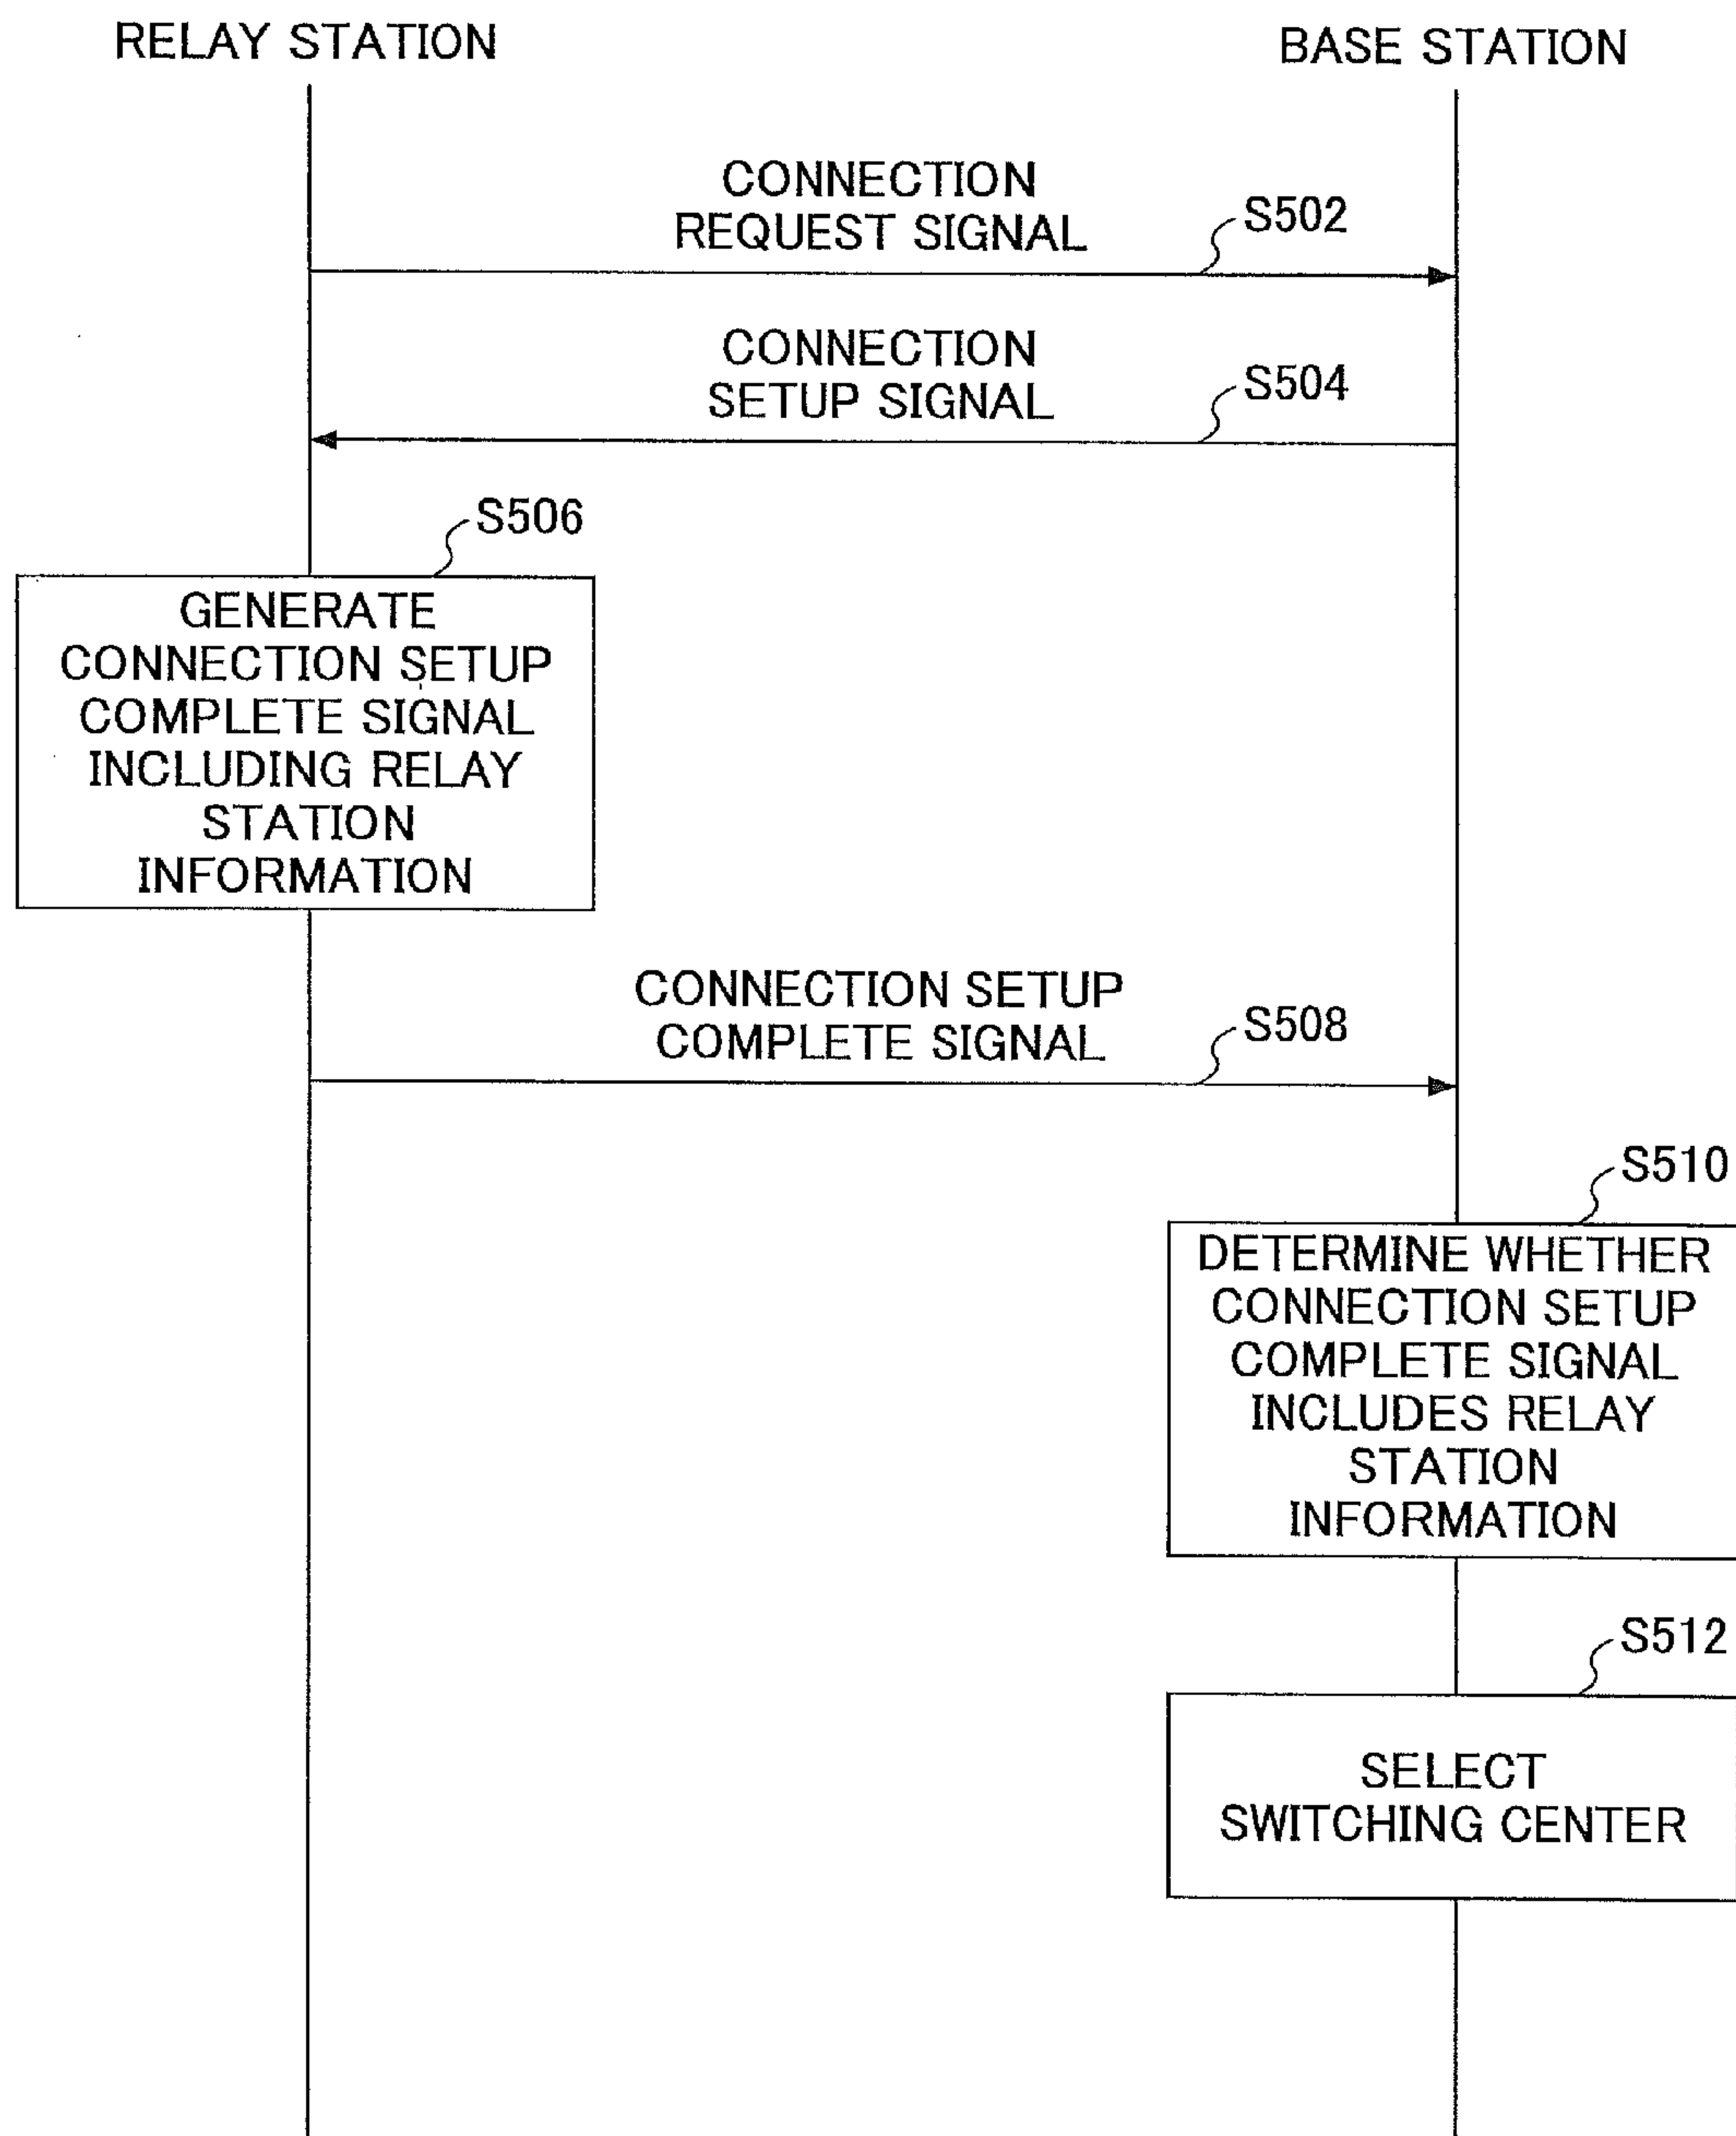 RELAY STATION
BASE STATION
CONNECTION
REQUEST SIGNAL
S502
CONNECTION
SETUP SIGNAL
S504
S506
GENERATE
CONNECTION SETUP
COMPLETE SIGNAL
INCLUDING RELAY
STATION
INFORMATION
CONNECTION SETUP
COMPLETE SIGNAL
S508
S510
DETERMINE WHETHER
CONNECTION SETUP
COMPLETE SIGNAL
INCLUDES RELAY
STATION
INFORMATION
S512
SELECT
SWITCHING CENTER